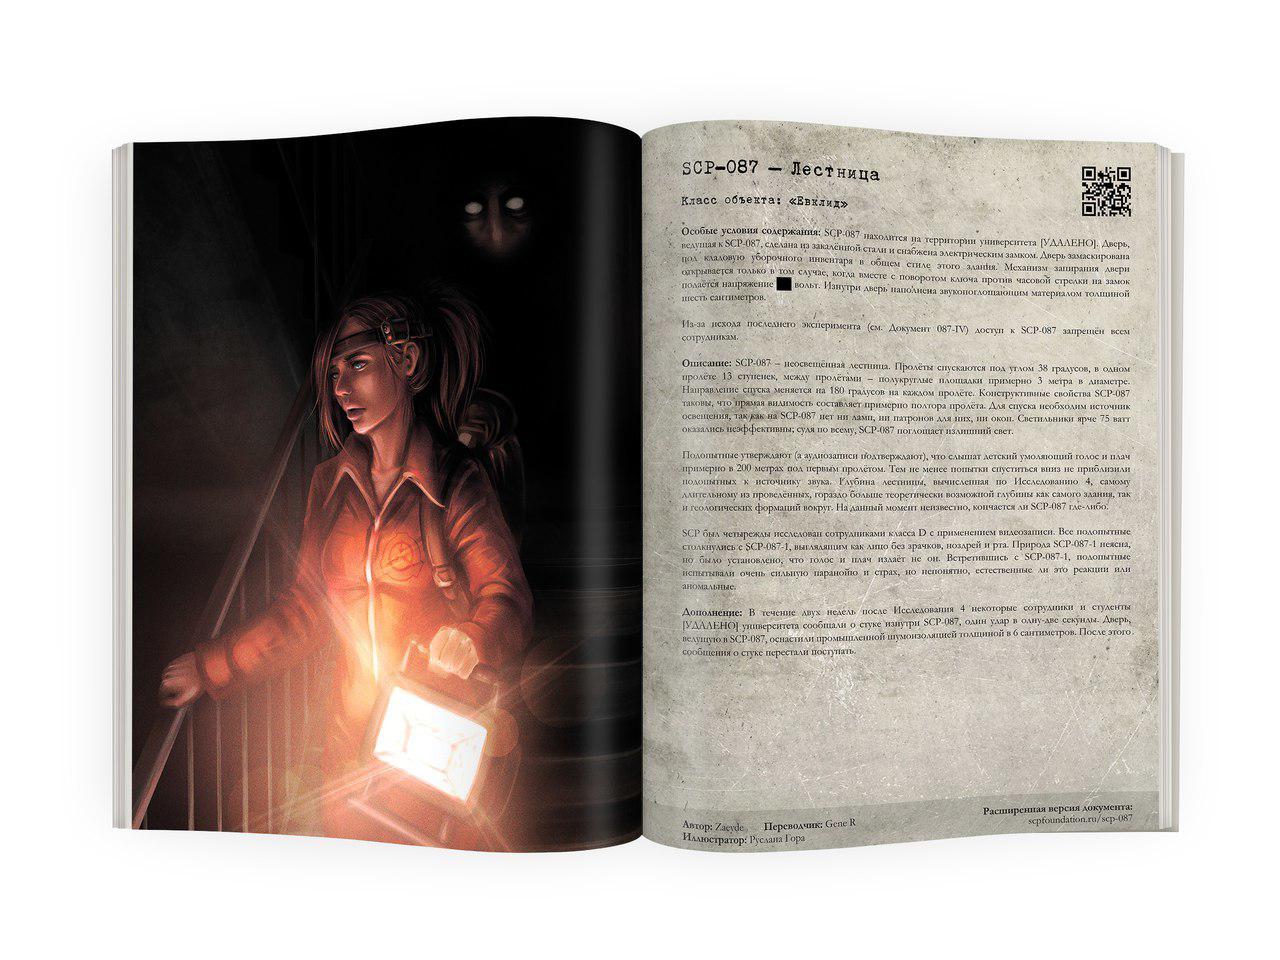 SCP-087 — Лестница
Класс объекта: «Евклид»
Особые условия содержания: SCP-087 находится на территории университета [УДАЛЕНО]. Дверь,
ведущая к SCP-087, сделана из закалённой стали и снабжена электрическим замком. Дверь замаскирована
под кладовую уборочного инвентаря в общем стиле этого здания. Механизм запирания двери
открывается только в том случае, когда вместе с поворотом ключа против часовой стрелки на замок
подаётся напряжение ██ вольт. Изнутри дверь наполнена звукопоглощающим материалом толщиной
шесть сантиметров.
Из-за исхода последнего эксперимента (см. Документ 087-IV) доступ к SCP-087 запрещён всем
сотрудникам.
Описание: SCP-087 – неосвещённая лестница. Пролёты спускаются под углом 38 градусов, в одном
пролёте 13 ступенек, между пролётами – полукруглые площадки примерно 3 метра в диаметре.
Направление спуска меняется на 180 градусов на каждом пролёте. Конструктивные свойства SCP-087
таковы, что прямая видимость составляет примерно полтора пролёта. Для спуска необходим источник
освещения, так как на SCP-087 нет ни ламп, ни патронов для них, ни окон. Светильники ярче 75 ватт
оказались неэффективны; судя по всему, SCP-087 поглощает излишний свет.
Подопытные утверждают (а аудиозаписи подтверждают), что слышат детский умоляющий голос и плач
примерно в 200 метрах под первым пролётом. Тем не менее попытки спуститься вниз не приблизили
подопытных к источнику звука. Глубина лестницы, вычисленная по Исследованию 4, самому
длительному из проведённых, гораздо больше теоретически возможной глубины как самого здания, так
и геологических формаций вокруг. На данный момент неизвестно, кончается ли SCP-087 где-либо.
SCP был четырежды исследован сотрудниками класса D с применением видеозаписи. Все подопытные
столкнулись с SCP-087-1, выглядящим как лицо без зрачков, ноздрей и рта. Природа SCP-087-1 неясна,
но было установлено, что голос и плач издаёт не он. Встретившись с SCP-087-1, подопытные
испытывали очень сильную паранойю и страх, но непонятно, естественные ли это реакции или
аномальные.
Дополнение: В течение двух недель после Исследования 4 некоторые сотрудники и студенты
[УДАЛЕНО] университета сообщали о стуке изнутри SCP-087, один удар в одну-две секунды. Дверь,
ведущую в SCP-087, оснастили промышленной шумоизоляцией толщиной в 6 сантиметров. После этого
сообщения о стуке перестали поступать.
Автор: Zaeyde Переводчик: Gene R
Иллюстратор: Руслана Гора
Расширенная версия документа:
scpfoundation.ru/scp-087